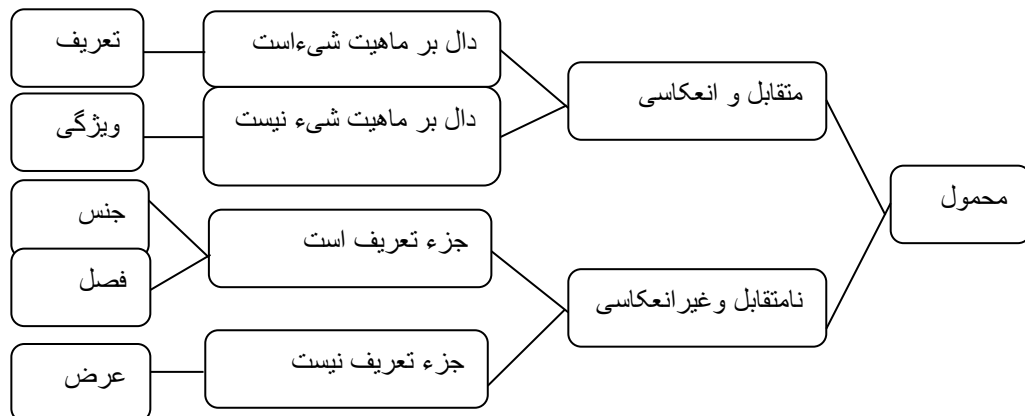 محمول
متقابل و انعکاسی
دال بر ماهیت شیءاست
تعریف
دال بر ماهیت شیء نیست
ویژگی
نامتقابل وغیرانعکاسی
جزء تعریف است
جنس
فصل
جزء تعریف نیست
عرض